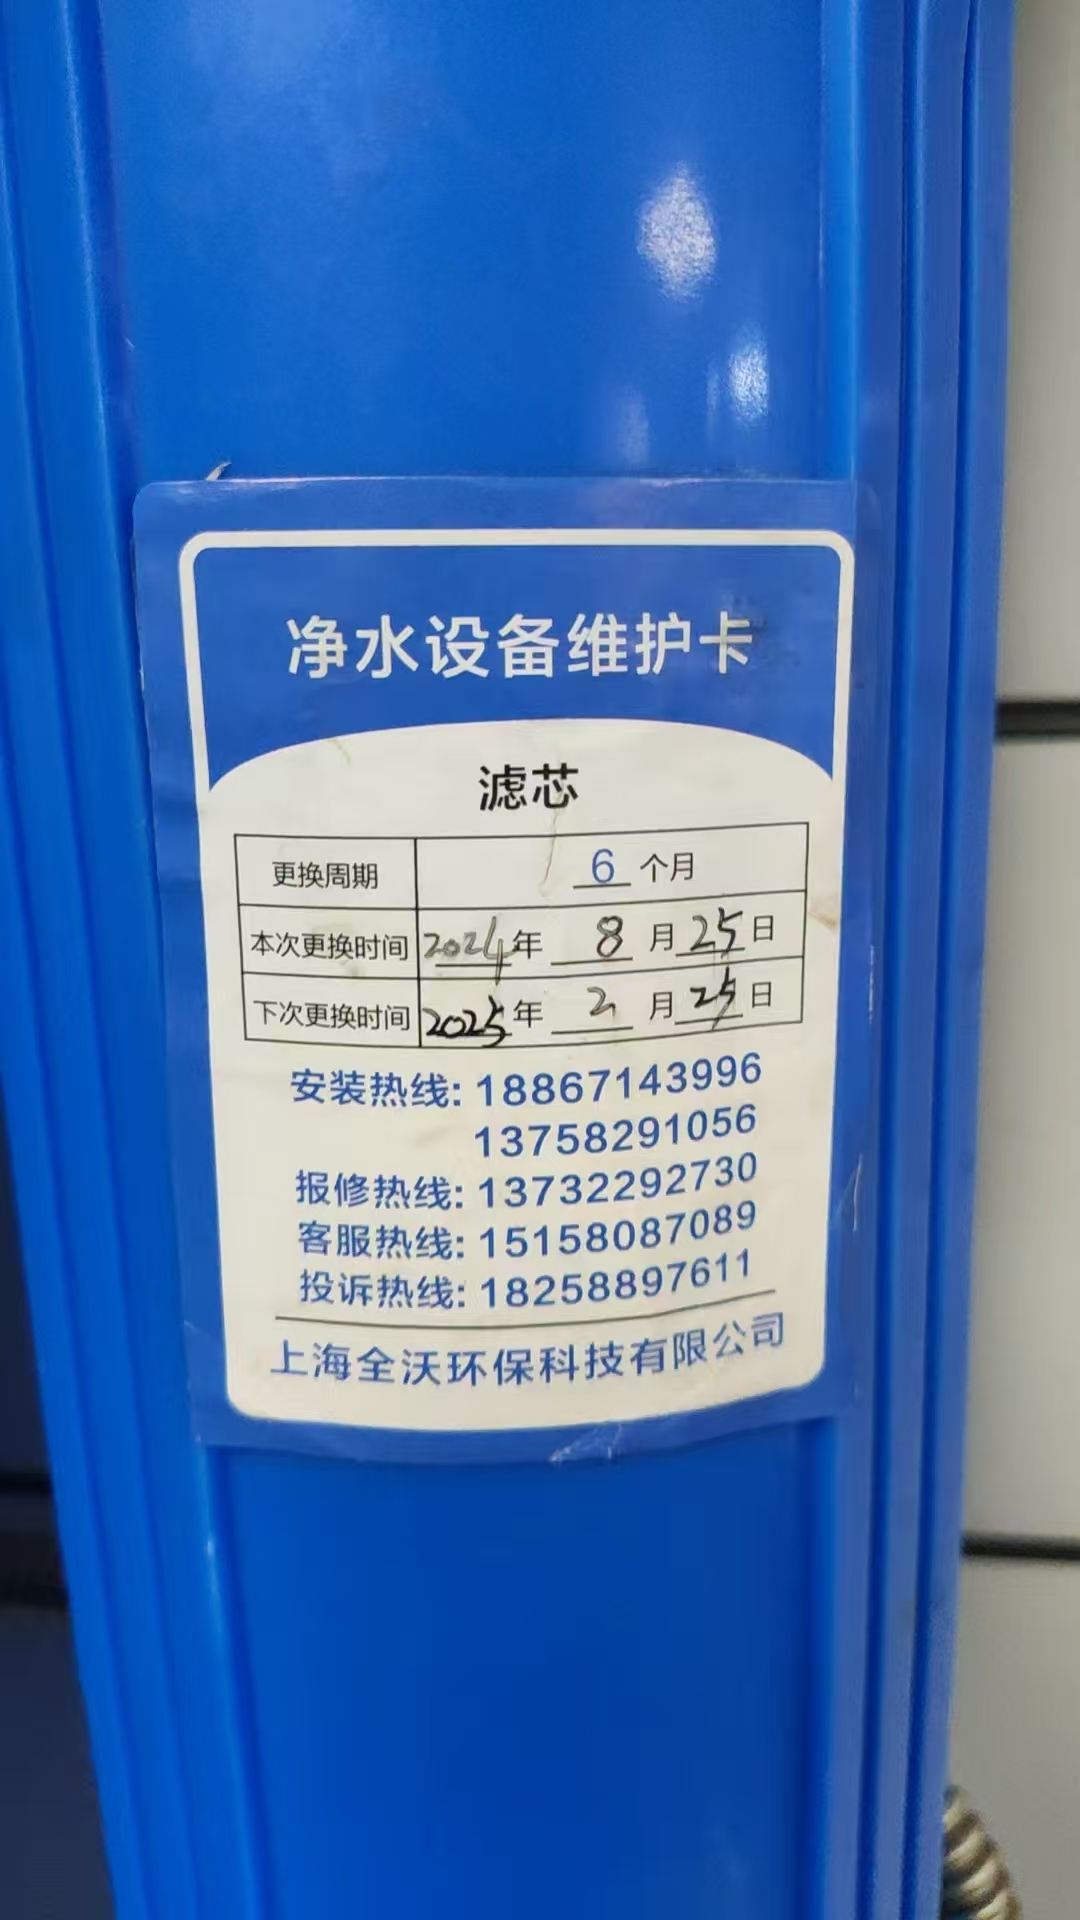 净水设备维护卡
滤芯
更换周期 6 个月
本次更换时间 2024年 8 月 25日
下次更换时间 2025年 2 月 25日
安装热线: 18867143996
13758291056
报修热线: 13732292730
客服热线: 15158087089
投诉热线: 18258897611
上海全沃环保科技有限公司